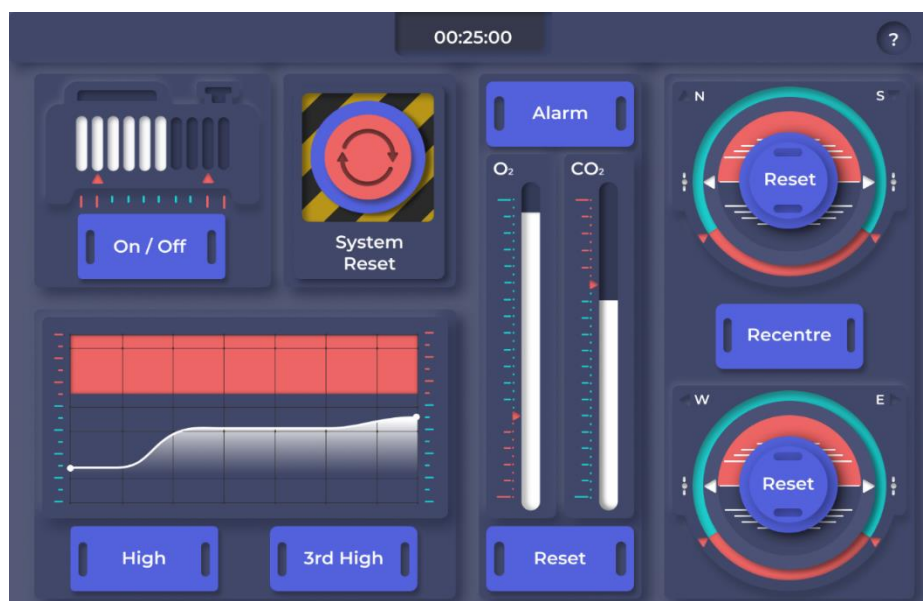 00:25:00
?
On / Off
System
Reset
Alarm
O₂
CO₂
Reset
N
S
Reset
Recentre
W
E
Reset
High
3rd High